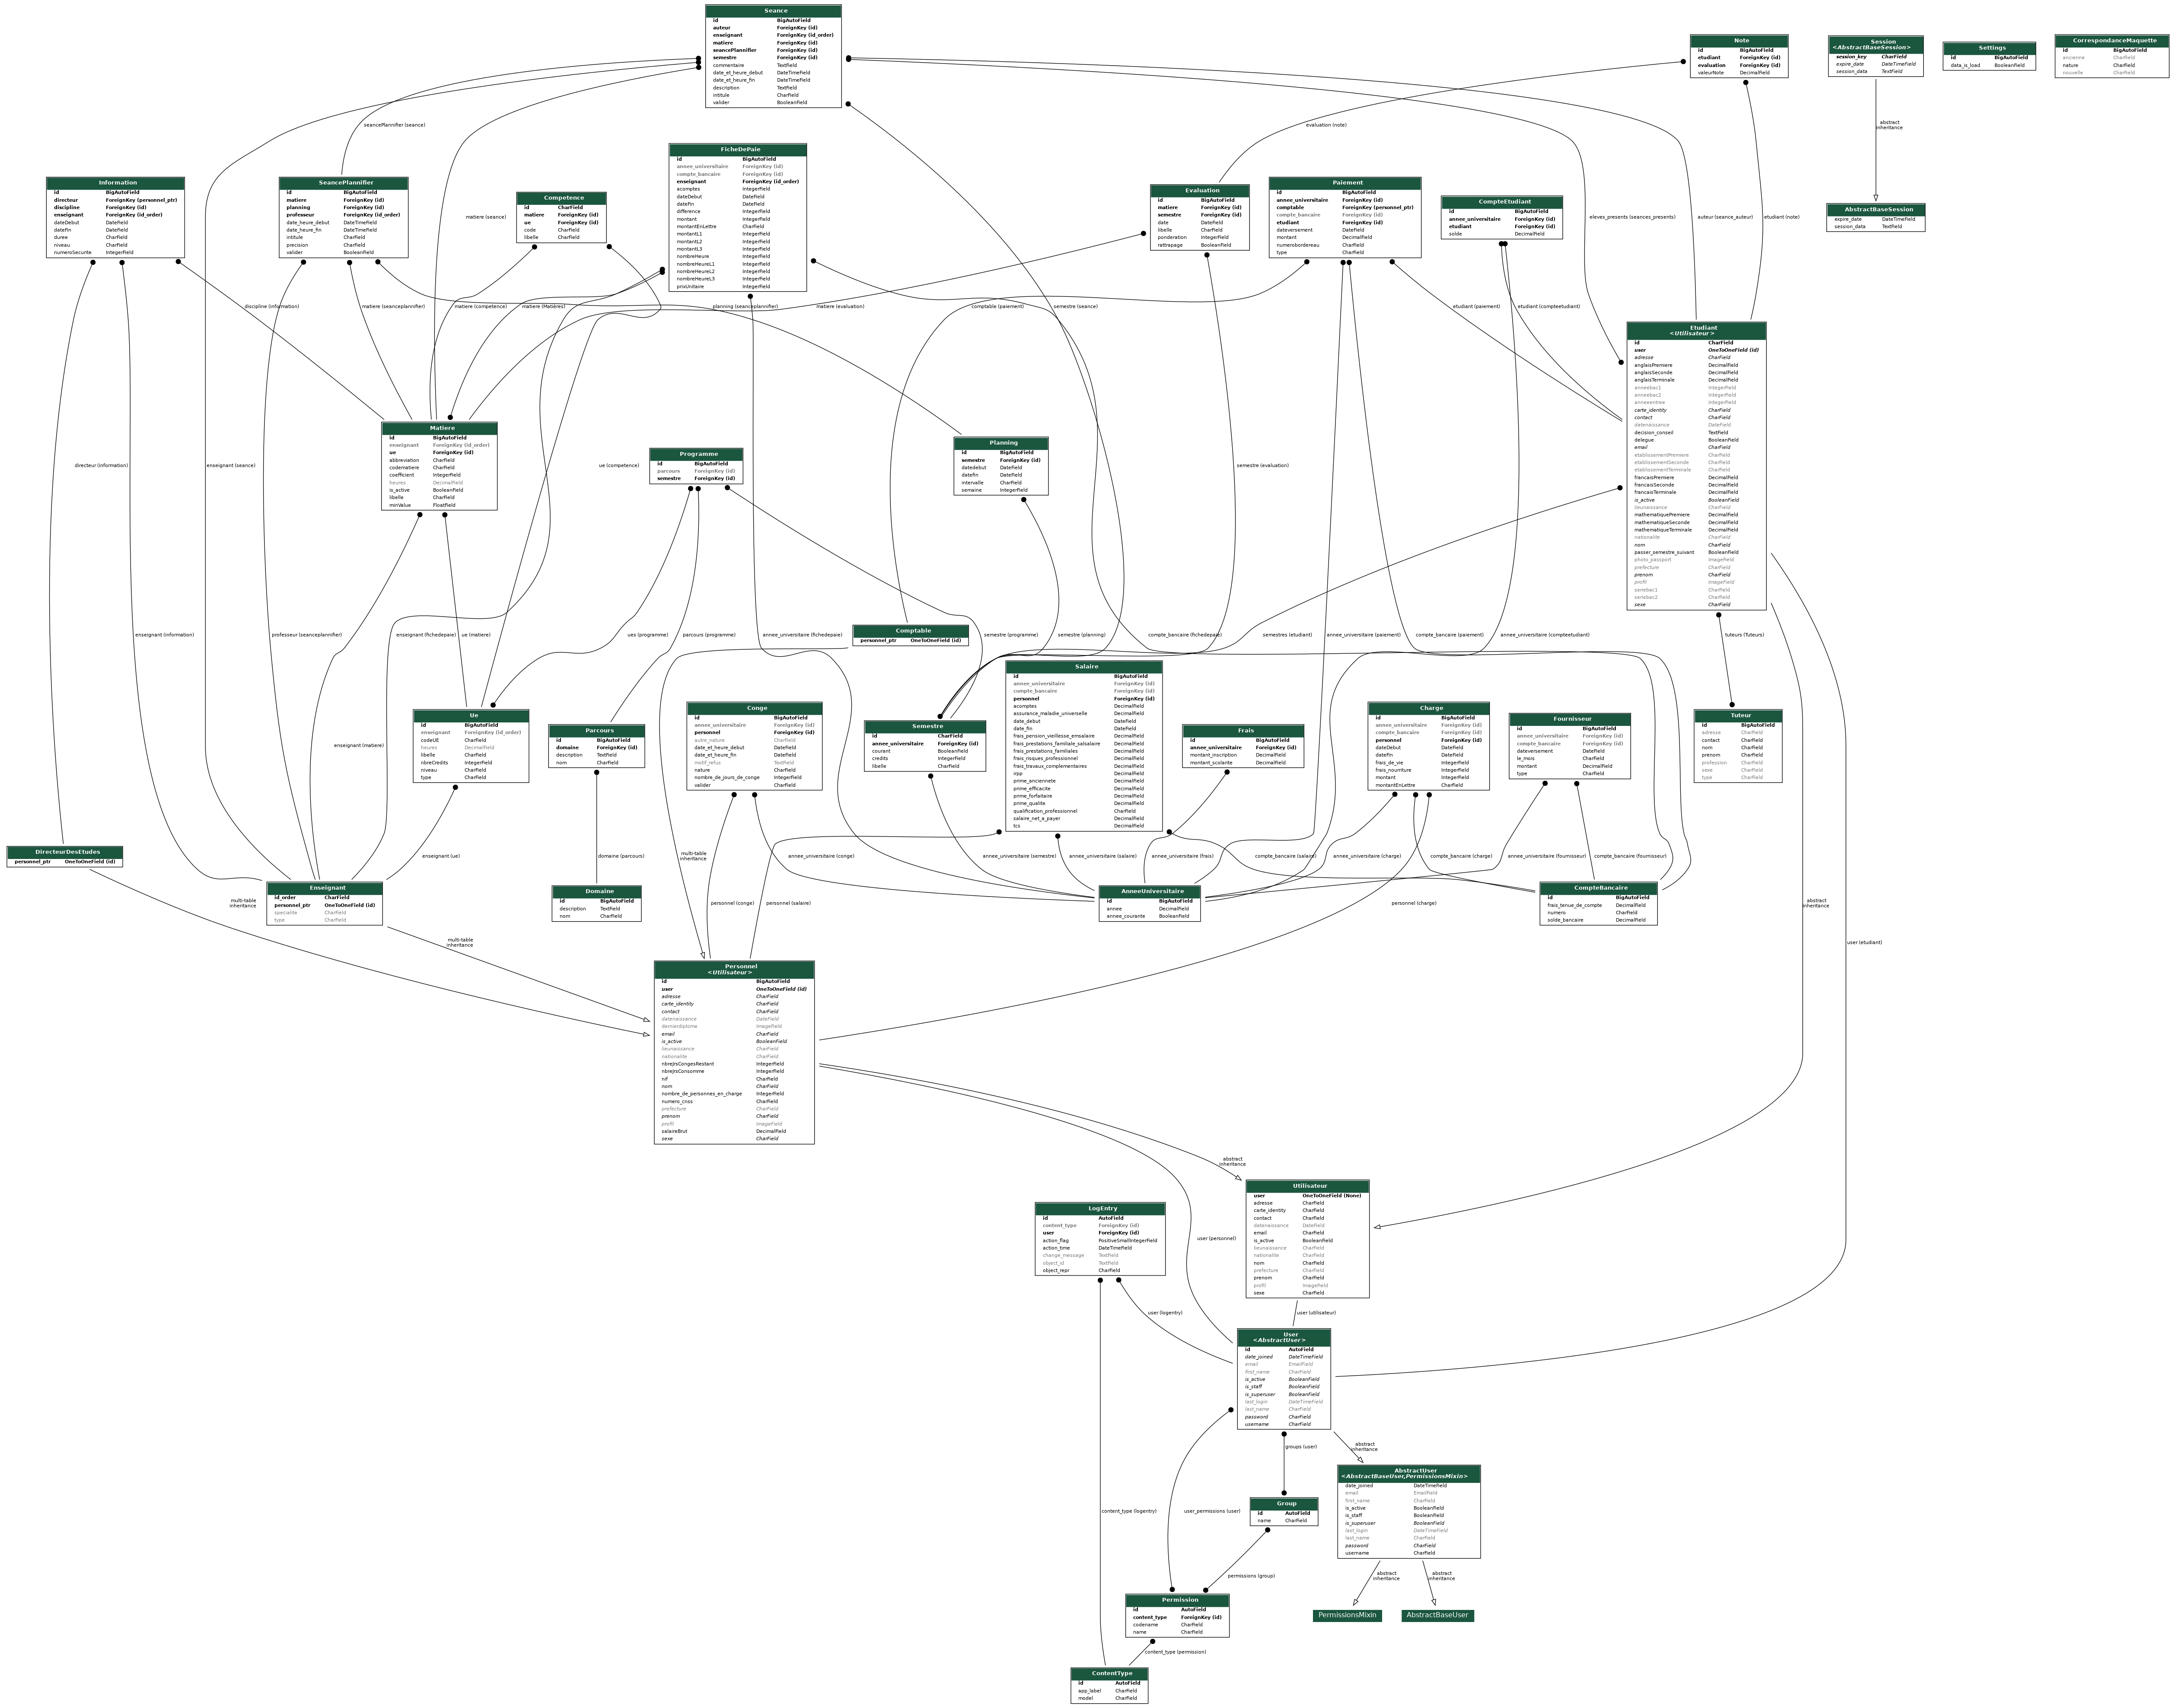 Seance
id BigAutoField
auteur ForeignKey (id)
enseignant ForeignKey (id_order)
matiere ForeignKey (id)
seancePlannifier ForeignKey (id)
semestre ForeignKey (id)
commentaire TextField
date_et_heure_debut DateTimeField
date_et_heure_fin DateTimeField
description TextField
intitule CharField
valider BooleanField
Note
id BigAutoField
etudiant ForeignKey (id)
evaluation ForeignKey (id)
valeurNote DecimalField
Session
<AbstractBaseSession>
session_key CharField
expire_date DateTimeField
session_data TextField
Settings
id BigAutoField
data_is_load BooleanField
CorrespondanceMaquette
id BigAutoField
ancienne CharField
nature CharField
nouvelle CharField
seancePlannifier (seance)
evaluation (note)
abstract
inheritance
FicheDePaie
id BigAutoField
annee_universitaire ForeignKey (id)
compte_bancaire ForeignKey (id)
enseignant ForeignKey (id_order)
acomptes IntegerField
dateDebut DateField
dateFin DateField
difference IntegerField
montant IntegerField
montantEnLettre CharField
montantL1 IntegerField
montantL2 IntegerField
montantL3 IntegerField
nombreHeure IntegerField
nombreHeureL1 IntegerField
nombreHeureL2 IntegerField
nombreHeureL3 IntegerField
prixUnitaire IntegerField
Information
id BigAutoField
directeur ForeignKey (personnel_ptr)
discipline ForeignKey (id)
enseignant ForeignKey (id_order)
dateDebut DateField
datefin DateField
duree CharField
niveau CharField
numeroSecurite IntegerField
SeancePlannifier
id BigAutoField
matiere ForeignKey (id)
planning ForeignKey (id)
professeur ForeignKey (id_order)
date_heure_debut DateTimeField
date_heure_fin DateTimeField
intitule CharField
precision CharField
valider BooleanField
Competence
id CharField
matiere ForeignKey (id)
ue ForeignKey (id)
code CharField
libelle CharField
Evaluation
id BigAutoField
matiere ForeignKey (id)
semestre ForeignKey (id)
date DateField
libelle CharField
ponderation IntegerField
rattrapage BooleanField
Paiement
id BigAutoField
annee_universitaire ForeignKey (id)
comptable ForeignKey (personnel_ptr)
compte_bancaire ForeignKey (id)
etudiant ForeignKey (id)
dateversement DateField
montant DecimalField
numerobordereau CharField
type CharField
CompteEtudiant
id BigAutoField
annee_universitaire ForeignKey (id)
etudiant ForeignKey (id)
solde DecimalField
AbstractBaseSession
expire_date DateTimeField
session_data TextField
matiere (seance)
eleves_presents (seances_presents)
auteur (seance_auteur)
etudiant (note)
discipline (information)
matiere (seanceplannifier)
matiere (competence)
matiere (Matières)
planning (seanceplannifier)
matiere (evaluation)
comptable (paiement)
semestre (seance)
etudiant (paiement)
etudiant (compteetudiant)
Etudiant
<Utilisateur>
id CharField
user OneToOneField (id)
adresse CharField
anglaisPremiere DecimalField
anglaisSeconde DecimalField
anglaisTerminale DecimalField
anneebac1 IntegerField
anneebac2 IntegerField
anneeentree IntegerField
carte_identity CharField
contact CharField
datenaissance DateField
decision_conseil TextField
delegue BooleanField
email CharField
etablissementPremiere CharField
etablissementSeconde CharField
etablissementTerminale CharField
francaisPremiere DecimalField
francaisSeconde DecimalField
francaisTerminale DecimalField
is_active BooleanField
lieunaissance CharField
mathematiquePremiere DecimalField
mathematiqueSeconde DecimalField
mathematiqueTerminale DecimalField
nationalite CharField
nom CharField
passer_semestre_suivant BooleanField
photo_passport ImageField
prefecture CharField
prenom CharField
profil ImageField
seriebac1 CharField
seriebac2 CharField
sexe CharField
Matiere
id BigAutoField
enseignant ForeignKey (id_order)
ue ForeignKey (id)
abbreviation CharField
codematiere CharField
coefficient IntegerField
heures DecimalField
is_active BooleanField
libelle CharField
minValue FloatField
Programme
id BigAutoField
parcours ForeignKey (id)
semestre ForeignKey (id)
Planning
id BigAutoField
semestre ForeignKey (id)
datedebut DateField
datefin DateField
intervalle CharField
semaine IntegerField
directeur (information)
enseignant (seance)
ue (competence)
semestre (evaluation)
enseignant (information)
professeur (seanceplannifier)
enseignant (fichedepaie)
ue (matiere)
ues (programme)
parcours (programme)
annee_universitaire (fichedepaie)
Comptable
personnel_ptr OneToOneField (id)
semestre (programme)
semestre (planning)
compte_bancaire (fichedepaie)
semestres (etudiant)
annee_universitaire (paiement)
compte_bancaire (paiement)
annee_universitaire (compteetudiant)
tuteurs (Tuteurs)
enseignant (matiere)
Ue
id BigAutoField
enseignant ForeignKey (id_order)
codeUE CharField
heures DecimalField
libelle CharField
nbreCredits IntegerField
niveau CharField
type CharField
Parcours
id BigAutoField
domaine ForeignKey (id)
description TextField
nom CharField
Conge
id BigAutoField
annee_universitaire ForeignKey (id)
personnel ForeignKey (id)
autre_nature CharField
date_et_heure_debut DateField
date_et_heure_fin DateField
motif_refus TextField
nature CharField
nombre_de_jours_de_conge IntegerField
valider CharField
Semestre
id CharField
annee_universitaire ForeignKey (id)
courant BooleanField
credits IntegerField
libelle CharField
Salaire
id BigAutoField
annee_universitaire ForeignKey (id)
compte_bancaire ForeignKey (id)
personnel ForeignKey (id)
acomptes DecimalField
assurance_maladie_universelle DecimalField
date_debut DateField
date_fin DateField
frais_pension_vieillesse_emsalaire DecimalField
frais_prestations_familiale_salsalaire DecimalField
frais_prestations_familiales DecimalField
frais_risques_professionnel DecimalField
frais_travaux_complementaires DecimalField
irpp DecimalField
prime_anciennete DecimalField
prime_efficacite DecimalField
prime_forfaitaire DecimalField
prime_qualite DecimalField
qualification_professionnel CharField
salaire_net_a_payer DecimalField
tcs DecimalField
Frais
id BigAutoField
annee_universitaire ForeignKey (id)
montant_inscription DecimalField
montant_scolarite DecimalField
Charge
id BigAutoField
annee_universitaire ForeignKey (id)
compte_bancaire ForeignKey (id)
personnel ForeignKey (id)
dateDebut DateField
datefin DateField
frais_de_vie IntegerField
frais_nourriture IntegerField
montant IntegerField
montantEnLettre CharField
Fournisseur
id BigAutoField
annee_universitaire ForeignKey (id)
compte_bancaire ForeignKey (id)
dateversement DateField
le_mois CharField
montant DecimalField
type CharField
Tuteur
id BigAutoField
adresse CharField
contact CharField
nom CharField
prenom CharField
profession CharField
sexe CharField
type CharField
DirecteurDesEtudes
personnel_ptr OneToOneField (id)
enseignant (ue)
domaine (parcours)
multi-table
inheritance
annee_universitaire (conge)
annee_universitaire (semestre)
annee_universitaire (salaire)
annee_universitaire (frais)
compte_bancaire (salaire)
annee_universitaire (charge)
compte_bancaire (charge)
annee_universitaire (fournisseur)
compte_bancaire (fournisseur)
multi-table
inheritance
Enseignant
id_order CharField
personnel_ptr OneToOneField (id)
specialite CharField
type CharField
Domaine
id BigAutoField
description TextField
nom CharField
personnel (conge)
personnel (salaire)
AnneeUniversitaire
id BigAutoField
annee DecimalField
annee_courante BooleanField
personnel (charge)
CompteBancaire
id BigAutoField
frais_tenue_de_compte DecimalField
numero CharField
solde_bancaire DecimalField
abstract
inheritance
user (etudiant)
multi-table
inheritance
Personnel
<Utilisateur>
id BigAutoField
user OneToOneField (id)
adresse CharField
carte_identity CharField
contact CharField
datenaissance DateField
dernierdiplome ImageField
email CharField
is_active BooleanField
lieunaissance CharField
nationalite CharField
nbreJrsCongesRestant IntegerField
nbreJrsConsomme IntegerField
nif CharField
nom CharField
nombre_de_personnes_en_charge IntegerField
numero_cnss CharField
prefecture CharField
prenom CharField
profil ImageField
salaireBrut DecimalField
sexe CharField
abstract
inheritance
Utilisateur
user OneToOneField (None)
adresse CharField
carte_identity CharField
contact CharField
datenaissance DateField
email CharField
is_active BooleanField
lieunaissance CharField
nationalite CharField
nom CharField
prefecture CharField
prenom CharField
profil ImageField
sexe CharField
LogEntry
id AutoField
content_type ForeignKey (id)
user ForeignKey (id)
action_flag PositiveSmallIntegerField
action_time DateTimeField
change_message TextField
object_id TextField
object_repr CharField
user (personnel)
user (logentry)
user (utilisateur)
User
<AbstractUser>
id AutoField
date_joined DateTimeField
email EmailField
first_name CharField
is_active BooleanField
is_staff BooleanField
is_superuser BooleanField
last_login DateTimeField
last_name CharField
password CharField
username CharField
groups (user)
abstract
inheritance
AbstractUser
<AbstractBaseUser,PermissionsMixin>
date_joined DateTimeField
email EmailField
first_name CharField
is_active BooleanField
is_staff BooleanField
is_superuser BooleanField
last_login DateTimeField
last_name CharField
password CharField
username CharField
content_type (logentry)
user_permissions (user)
Group
id AutoField
name CharField
permissions (group)
abstract
inheritance
abstract
inheritance
Permission
id AutoField
content_type ForeignKey (id)
codename CharField
name CharField
PermissionsMixin
AbstractBaseUser
content_type (permission)
ContentType
id AutoField
app_label CharField
model CharField